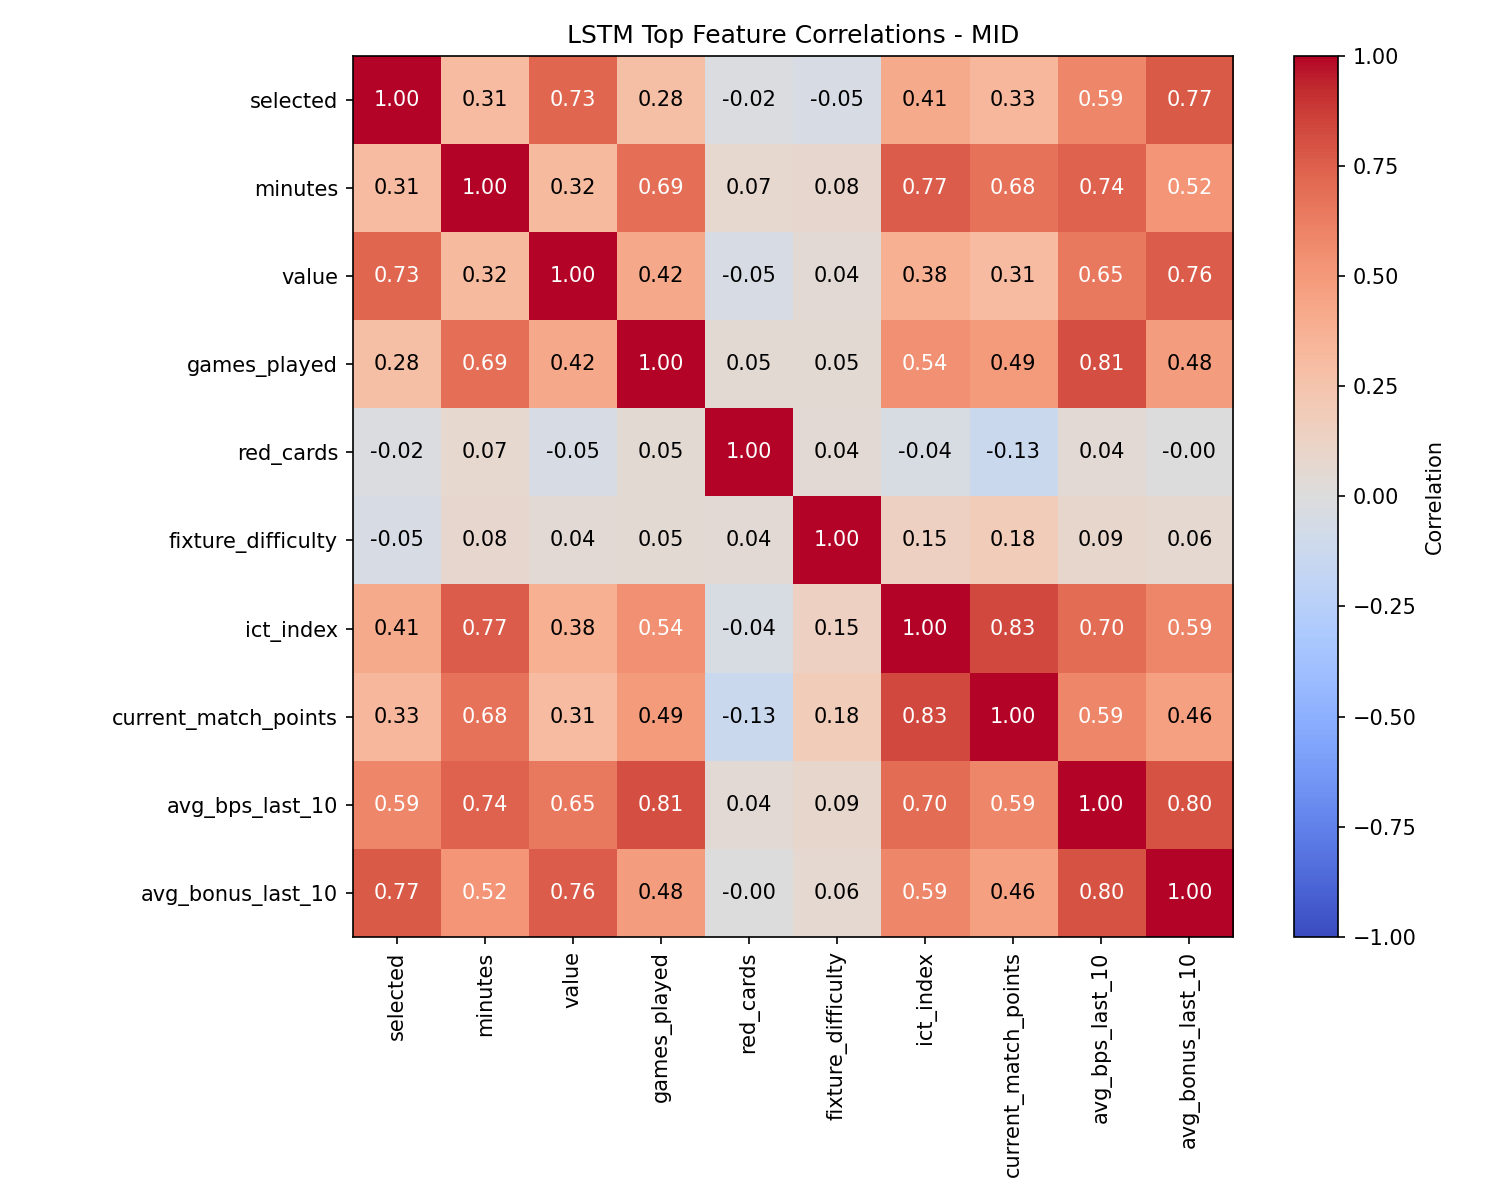 LSTM Top Feature Correlations - MID
selected 1.00 0.31 0.73 0.28 -0.02 -0.05 0.41 0.33 0.59 0.77
minutes 0.31 1.00 0.32 0.69 0.07 0.08 0.77 0.68 0.74 0.52
value 0.73 0.32 1.00 0.42 -0.05 0.04 0.38 0.31 0.65 0.76
games_played 0.28 0.69 0.42 1.00 0.05 0.05 0.54 0.49 0.81 0.48
red_cards -0.02 0.07 -0.05 0.05 1.00 0.04 -0.04 -0.13 0.04 -0.00
fixture_difficulty -0.05 0.08 0.04 0.05 0.04 1.00 0.15 0.18 0.09 0.06
ict_index 0.41 0.77 0.38 0.54 -0.04 0.15 1.00 0.83 0.70 0.59
current_match_points 0.33 0.68 0.31 0.49 -0.13 0.18 0.83 1.00 0.59 0.46
avg_bps_last_10 0.59 0.74 0.65 0.81 0.04 0.09 0.70 0.59 1.00 0.80
avg_bonus_last_10 0.77 0.52 0.76 0.48 -0.00 0.06 0.59 0.46 0.80 1.00
selected
minutes
value
games_played
red_cards
fixture_difficulty
ict_index
current_match_points
avg_bps_last_10
avg_bonus_last_10
1.00
0.75
0.50
0.25
0.00
−0.25
−0.50
−0.75
−1.00
Correlation